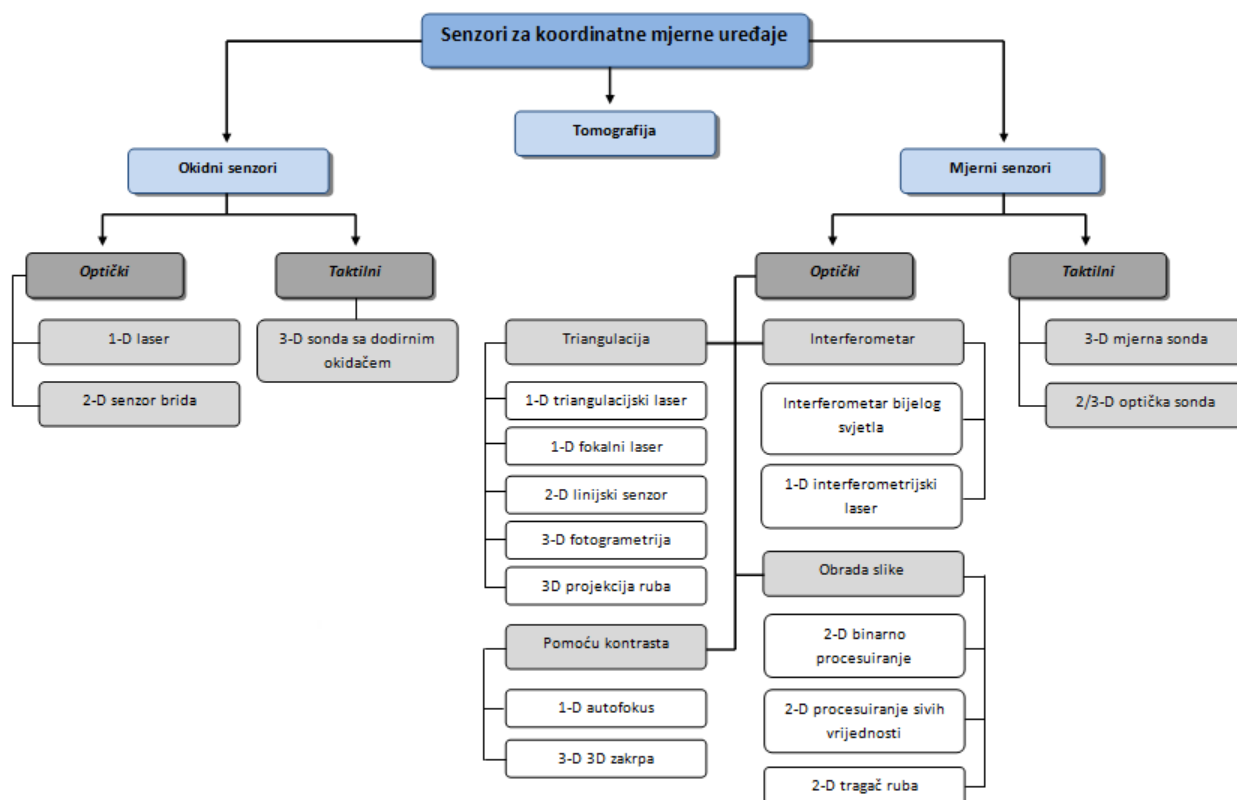 Senzori za koordinatne mjerne uređaje
Tomografija
Okidni senzori
Mjerni senzori
Optički
Taktilni
Optički
Taktilni
1-D laser
2-D senzor brida
3-D sonda sa dodirnim
okidačem
Triangulacija
1-D triangulacijski laser
1-D fokalni laser
2-D linijski senzor
3-D fotogrametrija
3D projekcija ruba
Pomoću kontrasta
1-D autofokus
3-D 3D zakrpa
Interferometar
Interferometar bijelog
svjetla
1-D interferometrijski
laser
Obrada slike
2-D binarno
procesuiranje
2-D procesuiranje sivih
vrijednosti
2-D tragač ruba
3-D mjerna sonda
2/3-D optička sonda